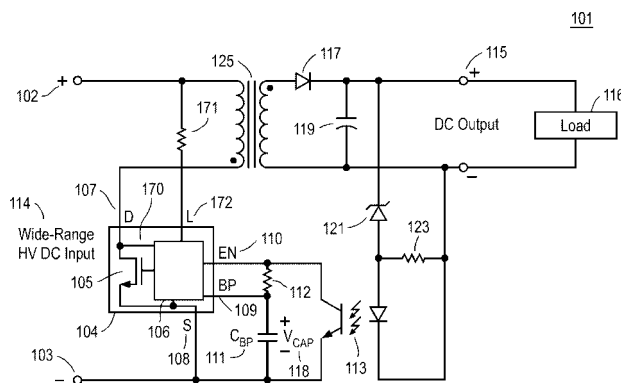 101
125
117
115
+
102
+
171
119
DC Output
116
Load
−
107
172
114
170
D
L
121
123
Wide-Range
HV DC Input
EN
110
105
BP
112
109
106
104
S
108
C_BP
111
+
V_CAP
−
118
113
103
−